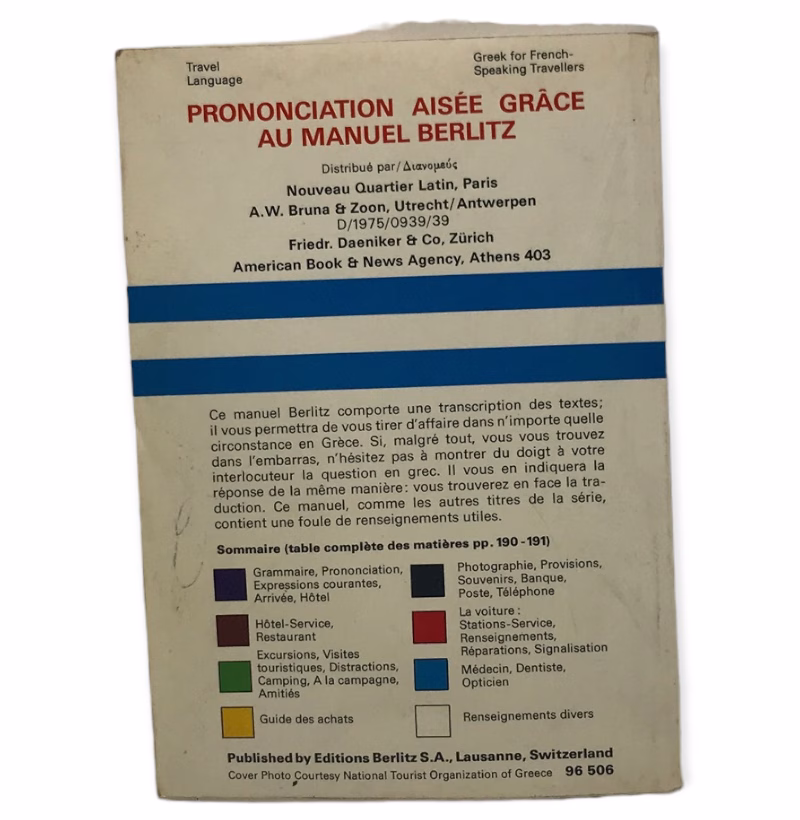 Travel
Language
Greek for French-
Speaking Travellers
PRONONCIATION AISÉE GRÂCE
AU MANUEL BERLITZ
Distribué par/Διανομεύς
Nouveau Quartier Latin, Paris
A.W. Bruna & Zoon, Utrecht/Antwerpen
D/1975/0939/39
Friedr. Daeniker & Co, Zürich
American Book & News Agency, Athens 403
Ce manuel Berlitz comporte une transcription des textes;
il vous permettra de vous tirer d'affaire dans n'importe quelle
circonstance en Grèce. Si, malgré tout, vous vous trouvez
dans l'embarras, n'hésitez pas à montrer du doigt à votre
interlocuteur la question en grec. Il vous en indiquera la
réponse de la même manière: vous trouverez en face la tra-
duction. Ce manuel, comme les autres titres de la série,
contient une foule de renseignements utiles.
Sommaire (table complète des matières pp. 190-191)
Grammaire, Prononciation,
Expressions courantes,
Arrivée, Hôtel
Hôtel-Service,
Restaurant
Excursions, Visites
touristiques, Distractions,
Camping, A la campagne,
Amitiés
Guide des achats
Photographie, Provisions,
Souvenirs, Banque,
Poste, Téléphone
La voiture:
Stations-Service,
Renseignements,
Réparations, Signalisation
Médecin, Dentiste,
Opticien
Renseignements divers
Published by Editions Berlitz S.A., Lausanne, Switzerland
Cover Photo Courtesy National Tourist Organization of Greece 96 506